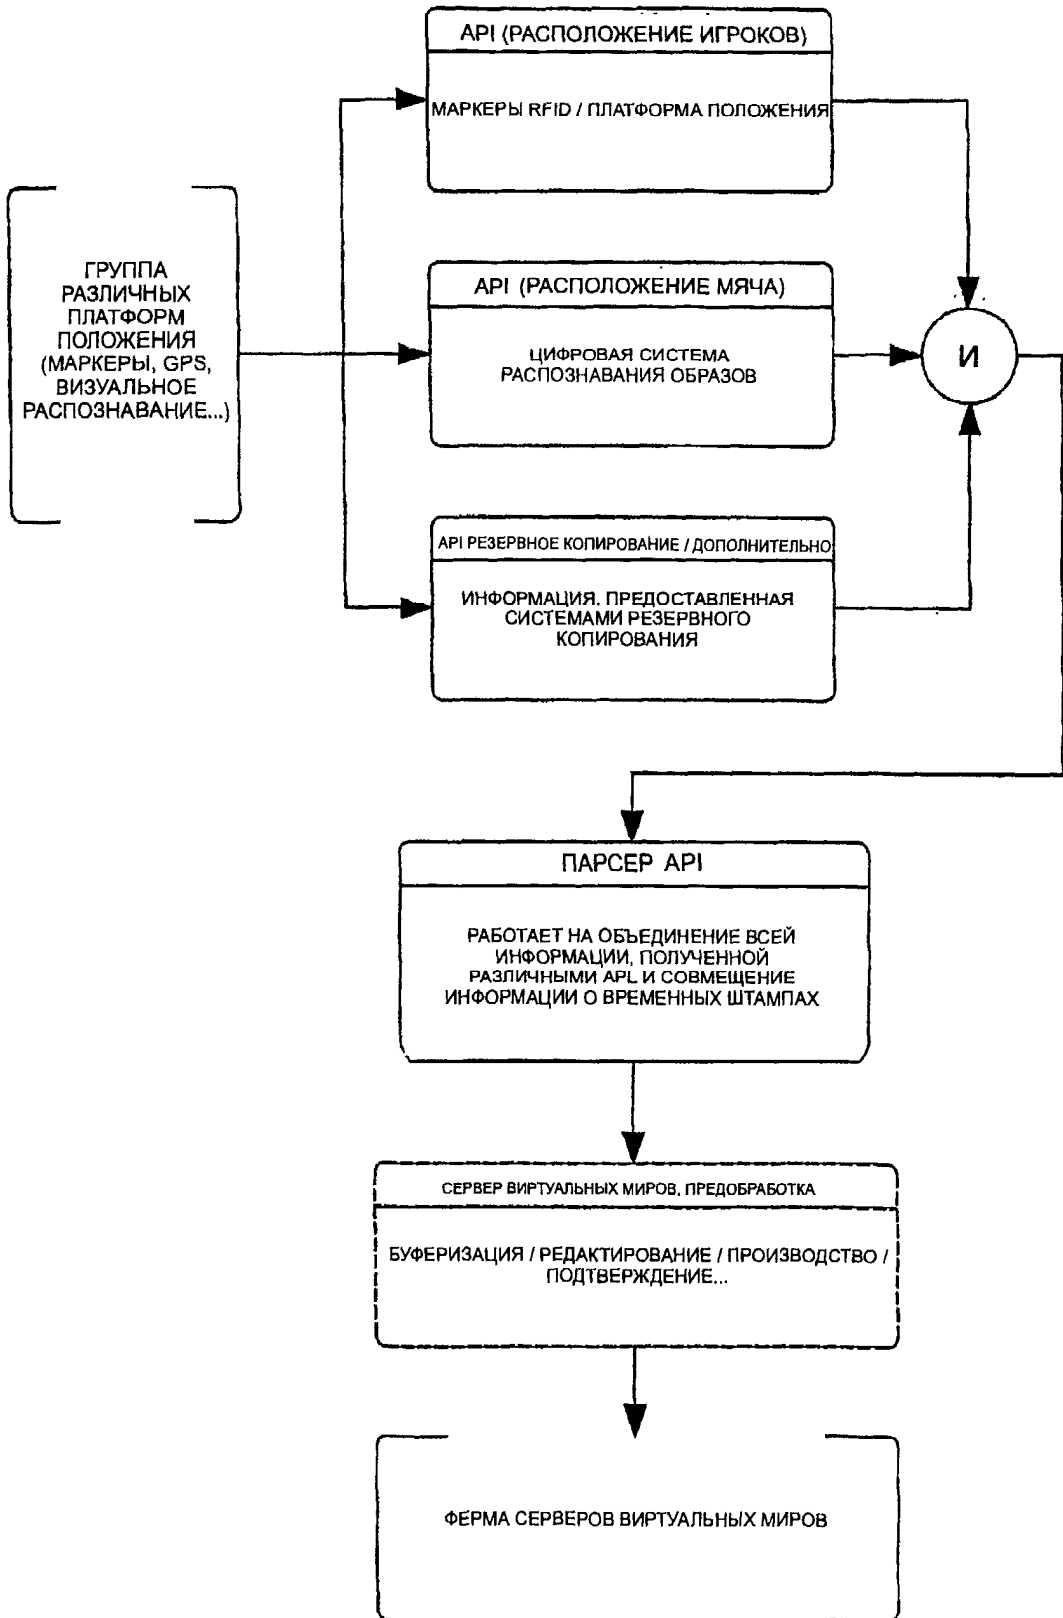 API (РАСПОЛОЖЕНИЕ ИГРОКОВ)
МАРКЕРЫ RFID / ПЛАТФОРМА ПОЛОЖЕНИЯ
ГРУППА
РАЗЛИЧНЫХ
ПЛАТФОРМ
ПОЛОЖЕНИЯ
(МАРКЕРЫ, GPS,
ВИЗУАЛЬНОЕ
РАСПОЗНАВАНИЕ...)
API (РАСПОЛОЖЕНИЕ МЯЧА)
ЦИФРОВАЯ СИСТЕМА
РАСПОЗНАВАНИЯ ОБРАЗОВ
И
API РЕЗЕРВНОЕ КОПИРОВАНИЕ / ДОПОЛНИТЕЛЬНО
ИНФОРМАЦИЯ, ПРЕДОСТАВЛЕННАЯ
СИСТЕМАМИ РЕЗЕРВНОГО
КОПИРОВАНИЯ
ПАРСЕР API
РАБОТАЕТ НА ОБЪЕДИНЕНИЕ ВСЕЙ
ИНФОРМАЦИИ, ПОЛУЧЕННОЙ
РАЗЛИЧНЫМИ API, И СОВМЕЩЕНИЕ
ИНФОРМАЦИИ О ВРЕМЕННЫХ ШТАМПАХ
СЕРВЕР ВИРТУАЛЬНЫХ МИРОВ, ПРЕДОБРАБОТКА
БУФЕРИЗАЦИЯ / РЕДАКТИРОВАНИЕ / ПРОИЗВОДСТВО /
ПОДТВЕРЖДЕНИЕ...
ФЕРМА СЕРВЕРОВ ВИРТУАЛЬНЫХ МИРОВ